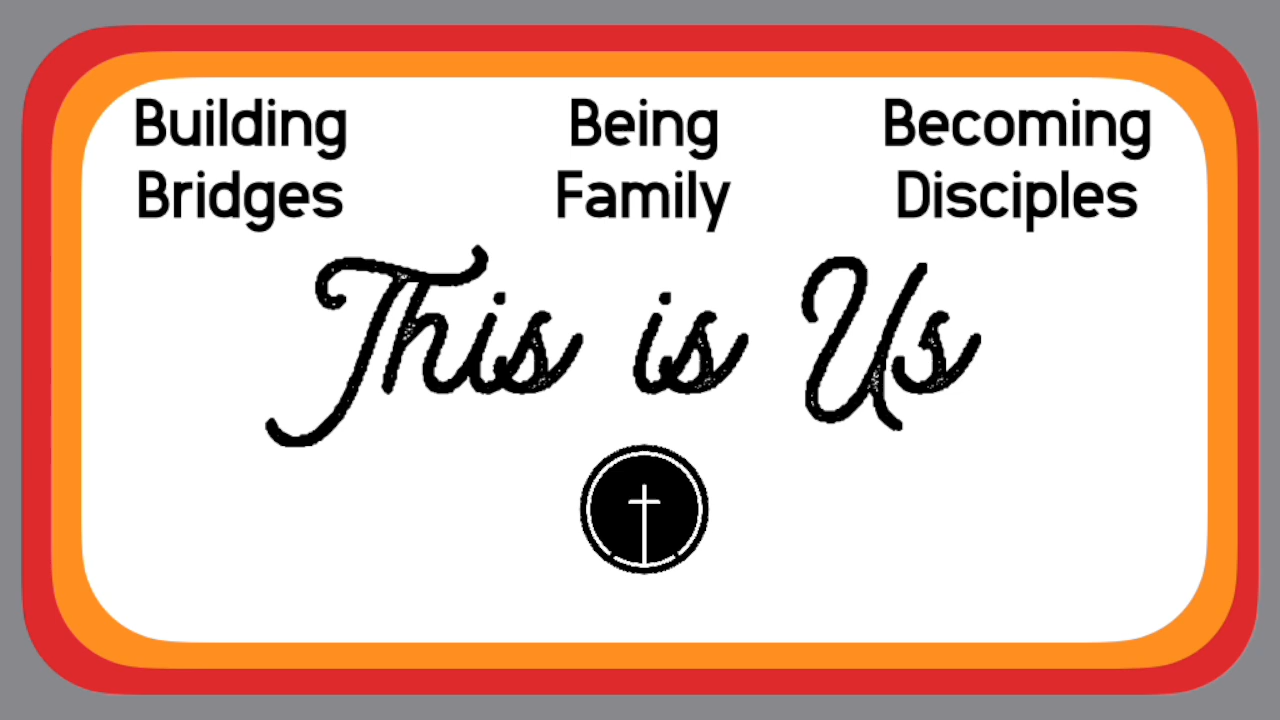 Building
Bridges
Being
Family
Becoming
Disciples
This is Us